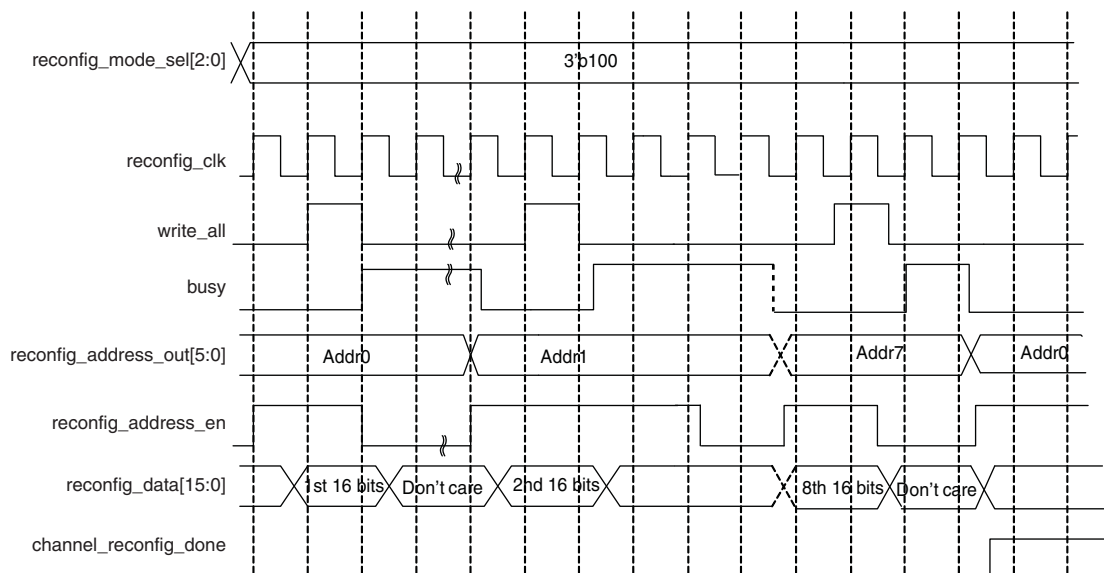 reconfig_mode_sel[2:0]
3'b100
reconfig_clk
write_all
busy
reconfig_address_out[5:0]
Addr0
Addr1
Addr7
Addr0
reconfig_address_en
reconfig_data[15:0]
1st 16 bits
Don't care
2nd 16 bits
8th 16 bits
Don't care
channel_reconfig_done